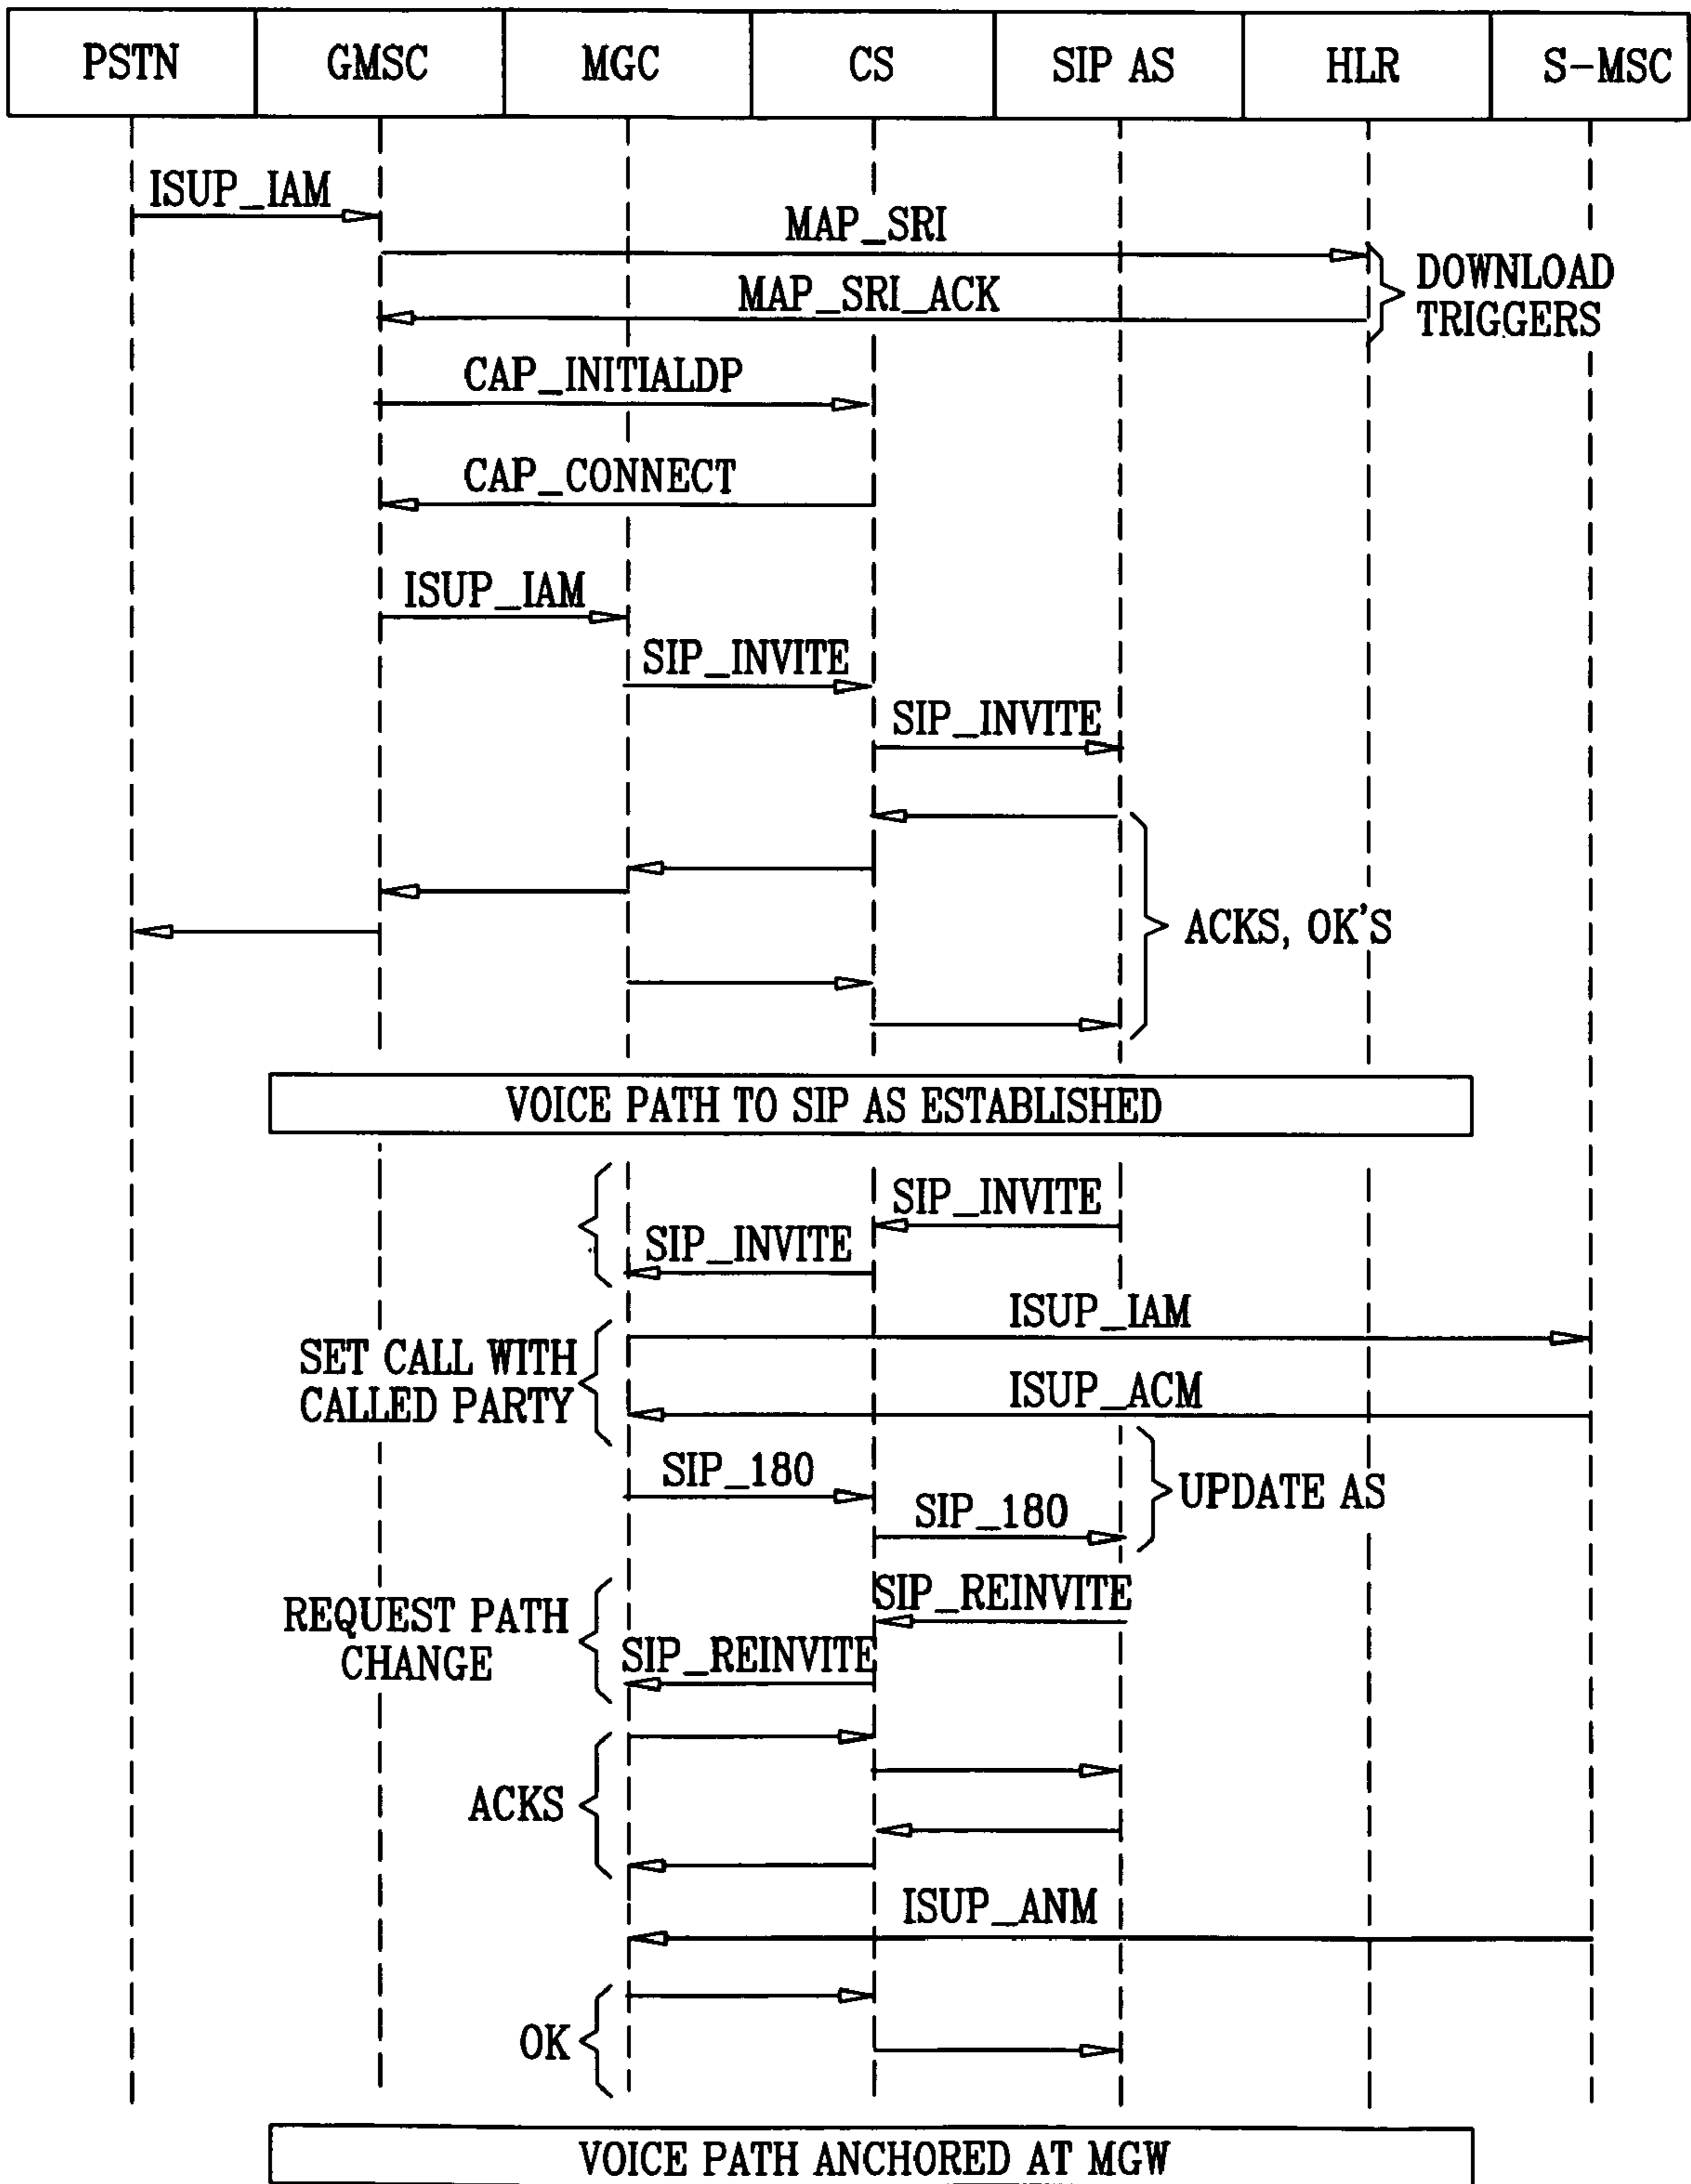 PSTN GMSC MGC CS SIP AS HLR S-MSC
ISUP_IAM
MAP_SRI
DOWNLOAD
TRIGGERS
MAP_SRI_ACK
CAP_INITIALDP
CAP_CONNECT
ISUP_IAM
SIP_INVITE
SIP_INVITE
ACKS, OK'S
VOICE PATH TO SIP AS ESTABLISHED
SIP_INVITE
SIP_INVITE
ISUP_IAM
SET CALL WITH
CALLED PARTY
ISUP_ACM
SIP_180
UPDATE AS
SIP_180
SIP_REINVITE
REQUEST PATH
CHANGE
SIP_REINVITE
ACKS
ISUP_ANM
OK
VOICE PATH ANCHORED AT MGW